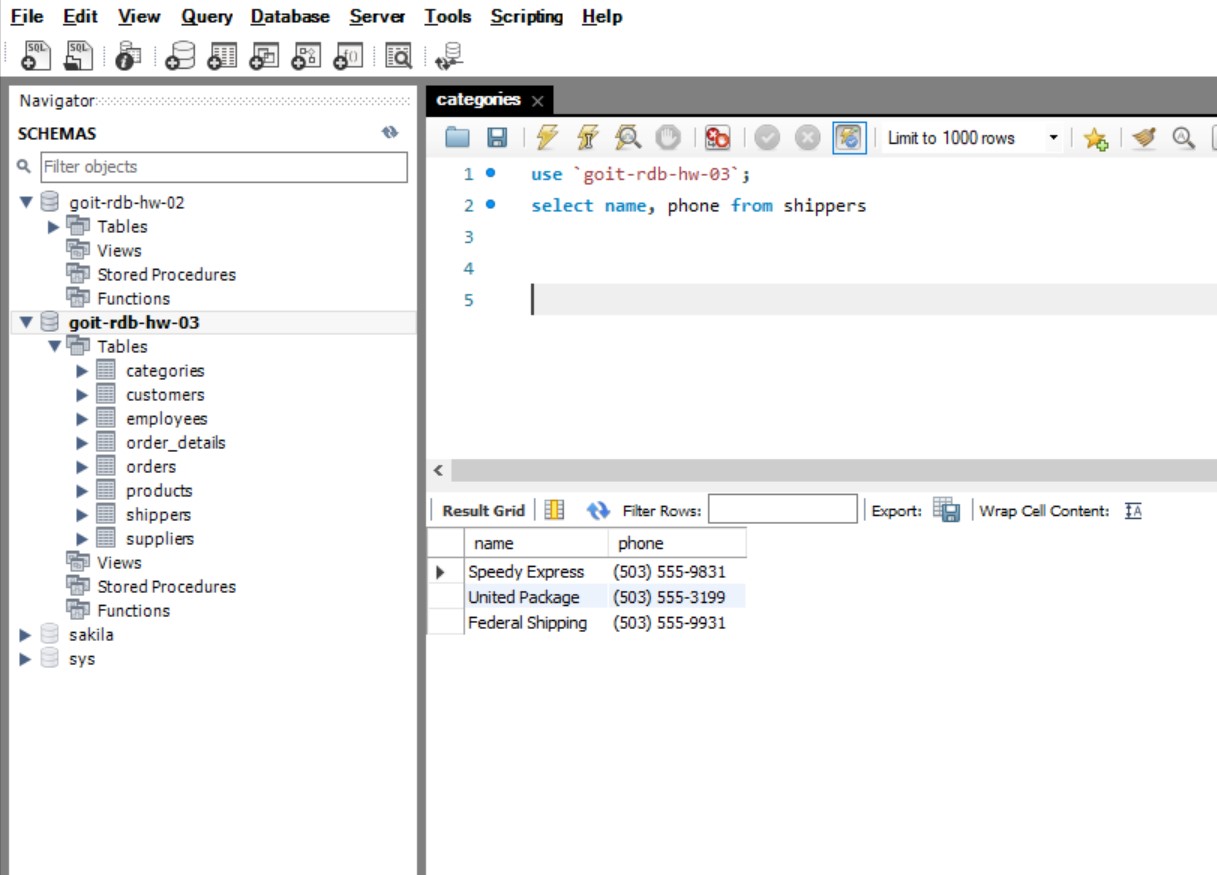 File Edit View Query Database Server Tools Scripting Help
SQL SQL
Navigator
SCHEMAS
Filter objects
goit-rdb-hw-02
Tables
Views
Stored Procedures
Functions
goit-rdb-hw-03
Tables
categories
customers
employees
order_details
orders
products
shippers
suppliers
Views
Stored Procedures
Functions
sakila
sys
categories
Limit to 1000 rows
1 use `goit-rdb-hw-03`;
2 select name, phone from shippers
3
4
5
Result Grid Filter Rows: Export: Wrap Cell Content: IA
name phone
Speedy Express (503) 555-9831
United Package (503) 555-3199
Federal Shipping (503) 555-9931